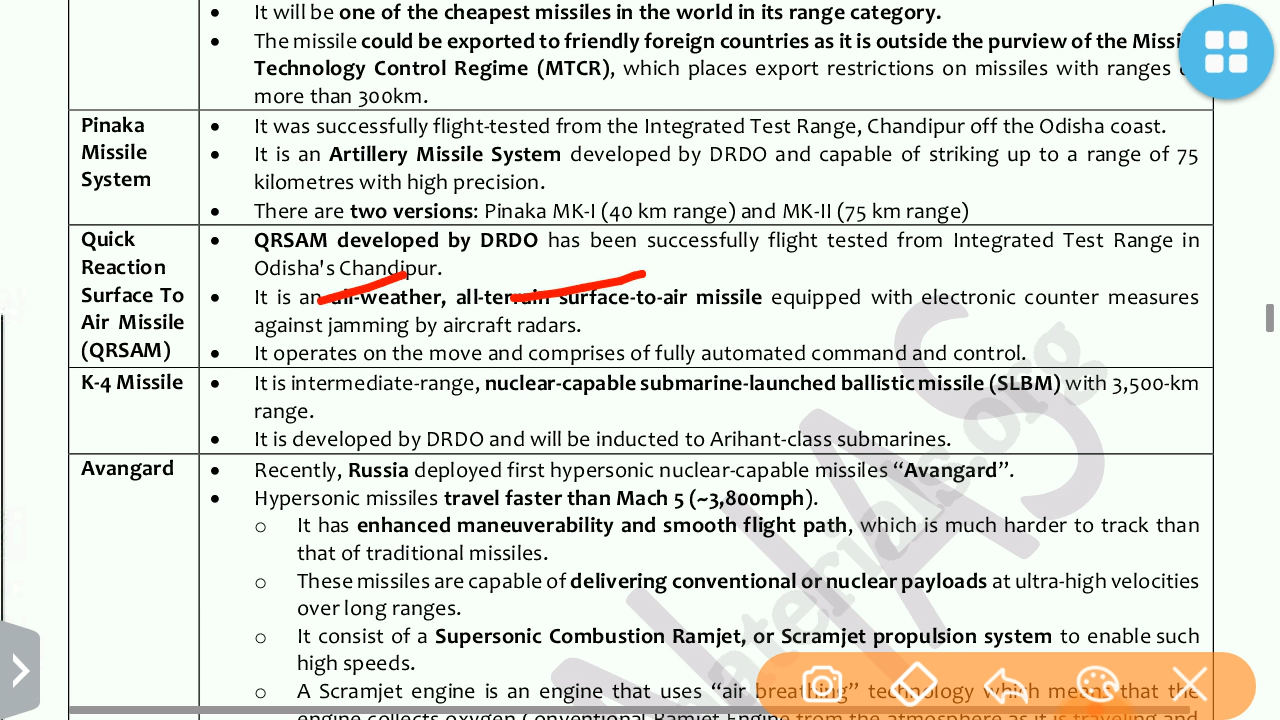 • It will be one of the cheapest missiles in the world in its range category.
• The missile could be exported to friendly foreign countries as it is outside the purview of the
Technology Control Regime (MTCR), which places export restrictions on missiles with ranges
more than 300km.
Pinaka
Missile
System
• It was successfully flight-tested from the Integrated Test Range, Chandipur off the Odisha coast.
• It is an Artillery Missile System developed by DRDO and capable of striking up to a range of 75
kilometres with high precision.
• There are two versions: Pinaka MK-I (40 km range) and MK-II (75 km range)
Quick
Reaction
Surface To
Air Missile
(QRSAM)
• QRSAM developed by DRDO has been successfully flight tested from Integrated Test Range in
Odisha's Chandipur.
• It is an all-weather, all-terrain surface-to-air missile equipped with electronic counter measures
against jamming by aircraft radars.
• It operates on the move and comprises of fully automated command and control.
K-4 Missile
• It is intermediate-range, nuclear-capable submarine-launched ballistic missile (SLBM) with 3,500-km
range.
• It is developed by DRDO and will be inducted to Arihant-class submarines.
Avangard
• Recently, Russia deployed first hypersonic nuclear-capable missiles “Avangard”.
• Hypersonic missiles travel faster than Mach 5 (~3,800mph).
o It has enhanced maneuverability and smooth flight path, which is much harder to track than
that of traditional missiles.
o These missiles are capable of delivering conventional or nuclear payloads at ultra-high velocities
over long ranges.
o It consist of a Supersonic Combustion Ramjet, or Scramjet propulsion system to enable such
high speeds.
o A Scramjet engine is an engine that uses “air breathing” technology which means that the
engine collects oxygen Conventional Ramjet Engine from the atmosphere as it is traveling and